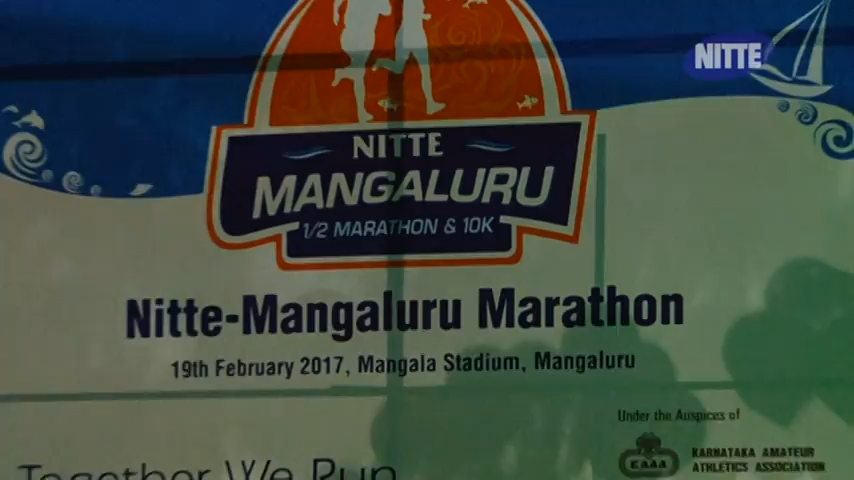 NITTE
NITTE
MANGALURU
1/2 MARATHON & 10K
Nitte-Mangaluru Marathon
19th February 2017, Mangala Stadium, Mangaluru
Under the Auspices of
KAAA
KARNATAKA AMATEUR
ATHLETICS ASSOCIATION
Together We Run